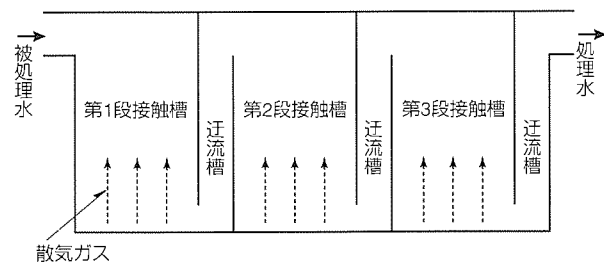 被処理水
処理水
第1段接触槽
迂流槽
第2段接触槽
迂流槽
第3段接触槽
迂流槽
散気ガス